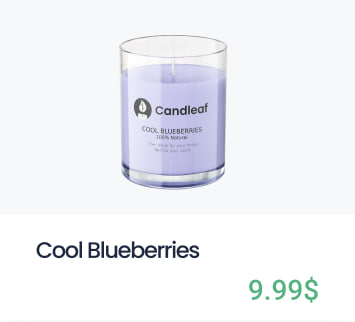 Candleaf
COOL BLUEBERRIES
100% Natural
Cool Blueberries
9.99$